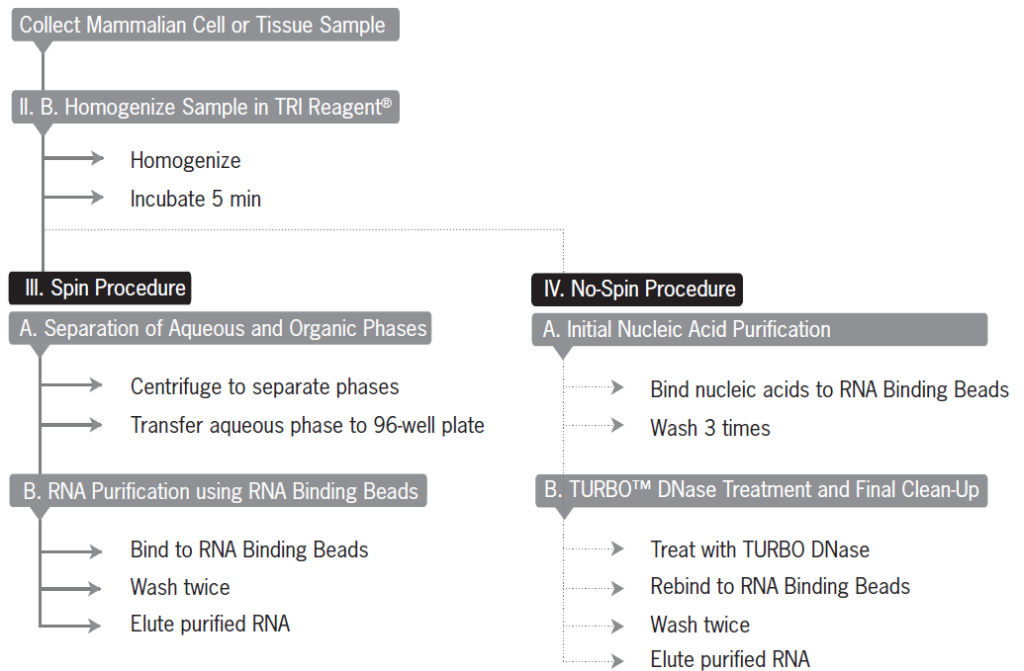 Collect Mammalian Cell or Tissue Sample
II. B. Homogenize Sample in TRI Reagent®
Homogenize
Incubate 5 min
III. Spin Procedure
A. Separation of Aqueous and Organic Phases
Centrifuge to separate phases
Transfer aqueous phase to 96-well plate
B. RNA Purification using RNA Binding Beads
Bind to RNA Binding Beads
Wash twice
Elute purified RNA
IV. No-Spin Procedure
A. Initial Nucleic Acid Purification
Bind nucleic acids to RNA Binding Beads
Wash 3 times
B. TURBO™ DNase Treatment and Final Clean-Up
Treat with TURBO DNase
Rebind to RNA Binding Beads
Wash twice
Elute purified RNA